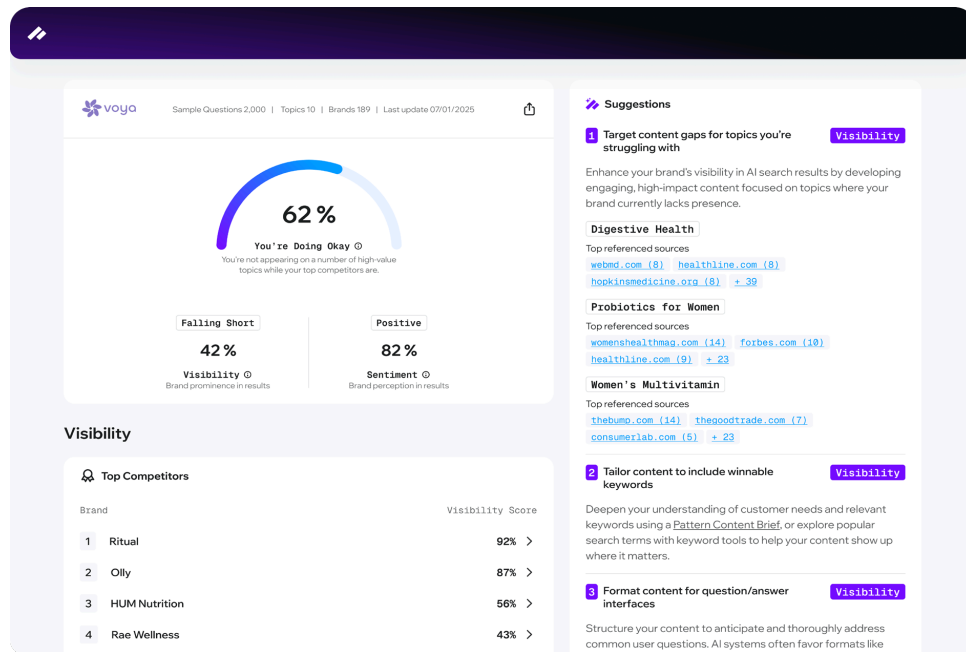 voya
Sample Questions 2,000 | Topics 10 | Brands 189 | Last update 07/01/2025
62 %
You're Doing Okay
You're not appearing on a number of high-value
topics while your top competitors are.
Falling Short
42 %
Visibility
Brand prominence in results
Positive
82 %
Sentiment
Brand perception in results
Visibility
Top Competitors
Brand Visibility Score
1 Ritual 92%
2 Olly 87%
3 HUM Nutrition 56%
4 Rae Wellness 43%
Suggestions
1 Target content gaps for topics you're Visibility
struggling with
Enhance your brand's visibility in AI search results by developing
engaging, high-impact content focused on topics where your
brand currently lacks presence.
Digestive Health
Top referenced sources
webmd.com (8) healthline.com (8)
hopkinsmedicine.org (8) + 39
Probiotics for Women
Top referenced sources
womenshealthmag.com (14) forbes.com (10)
healthline.com (9) + 23
Women's Multivitamin
Top referenced sources
thebump.com (14) thegoodtrade.com (7)
consumerlab.com (5) + 23
2 Tailor content to include winnable Visibility
keywords
Deepen your understanding of customer needs and relevant
keywords using a Pattern Content Brief, or explore popular
search terms with keyword tools to help your content show up
where it matters.
3 Format content for question/answer Visibility
interfaces
Structure your content to anticipate and thoroughly address
common user questions. AI systems often favor formats like